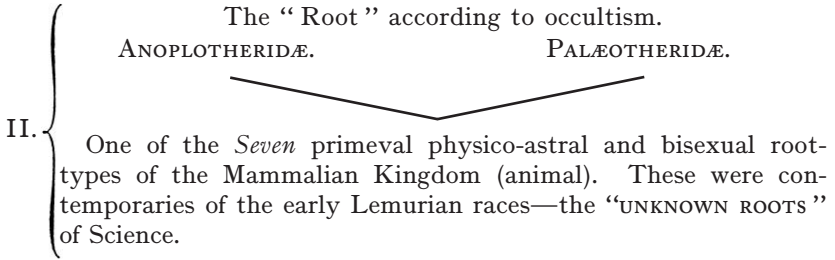 The “ Root ” according to occultism.
ANOPLOTHERIDÆ. PALÆOTHERIDÆ.
II.
One of the Seven primeval physico-astral and bisexual root-
types of the Mammalian Kingdom (animal). These were con-
temporaries of the early Lemurian races—the “UNKNOWN ROOTS ”
of Science.